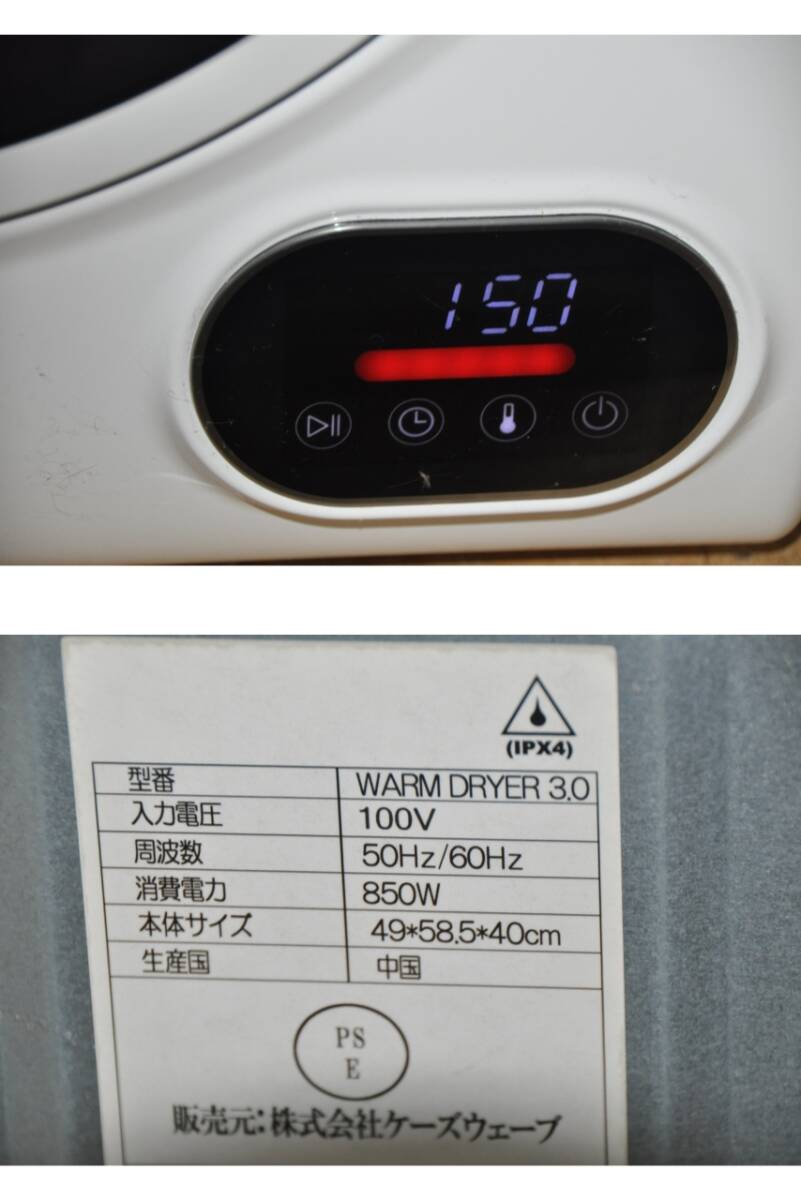 150
(IPX4)
型番 WARM DRYER 3.0
入力電圧 100V
周波数 50Hz/60Hz
消費電力 850W
本体サイズ 49*58.5*40cm
生産国 中国
PS
E
販売元:株式会社ケーズウェーブ